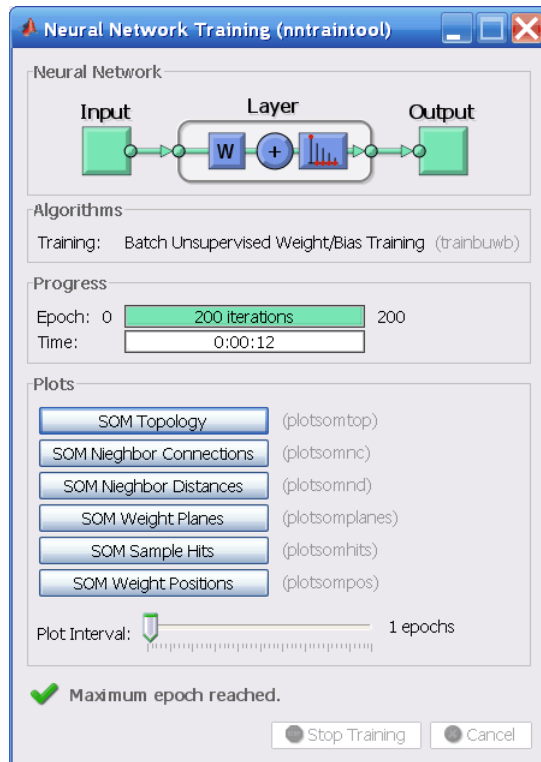 Neural Network Training (nntraintool)
Neural Network
Input Layer Output
W +
Algorithms
Training: Batch Unsupervised Weight/Bias Training (trainbuwb)
Progress
Epoch: 0 200 iterations 200
Time: 0:00:12
Plots
SOM Topology (plotsomtop)
SOM Nieghbor Connections (plotsomnc)
SOM Nieghbor Distances (plotsomnd)
SOM Weight Planes (plotsomplanes)
SOM Sample Hits (plotsomhits)
SOM Weight Positions (plotsompos)
Plot Interval: 1 epochs
Maximum epoch reached.
Stop Training Cancel